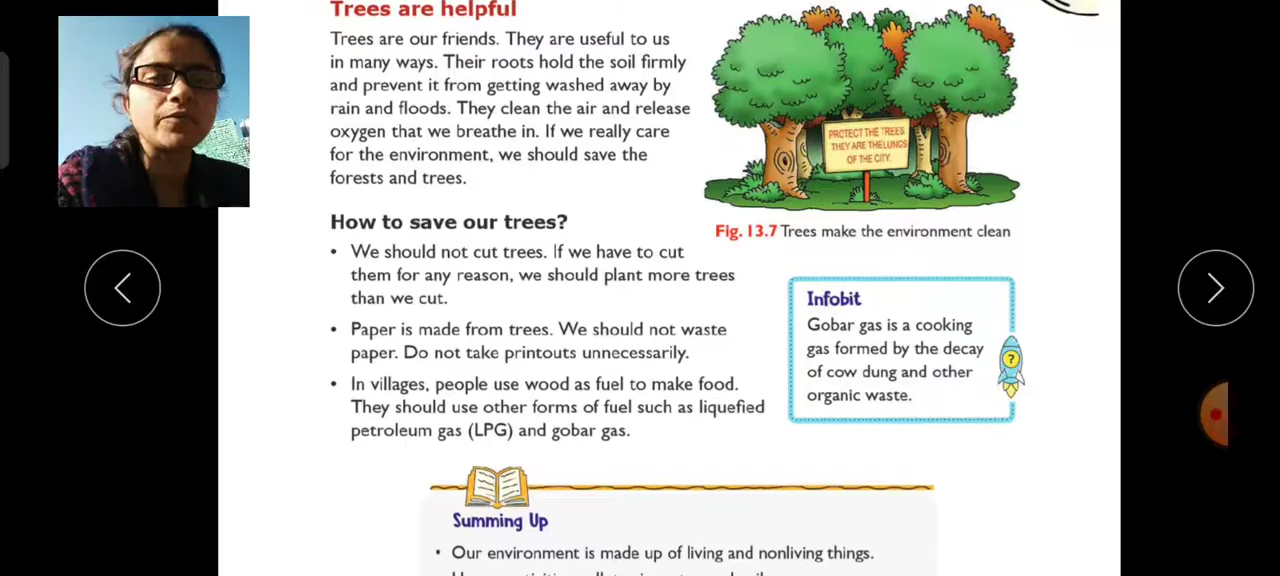 Trees are helpful
Trees are our friends. They are useful to us
in many ways. Their roots hold the soil firmly
and prevent it from getting washed away by
rain and floods. They clean the air and release
oxygen that we breathe in. If we really care
for the environment, we should save the
forests and trees.
PROTECT THE TREES
THEY ARE THE LUNGS
OF THE CITY.
Fig. 13.7 Trees make the environment clean
How to save our trees?
• We should not cut trees. If we have to cut
them for any reason, we should plant more trees
than we cut.
• Paper is made from trees. We should not waste
paper. Do not take printouts unnecessarily.
• In villages, people use wood as fuel to make food.
They should use other forms of fuel such as liquefied
petroleum gas (LPG) and gobar gas.
Infobit
Gobar gas is a cooking
gas formed by the decay
of cow dung and other
organic waste.
?
Summing Up
• Our environment is made up of living and nonliving things.